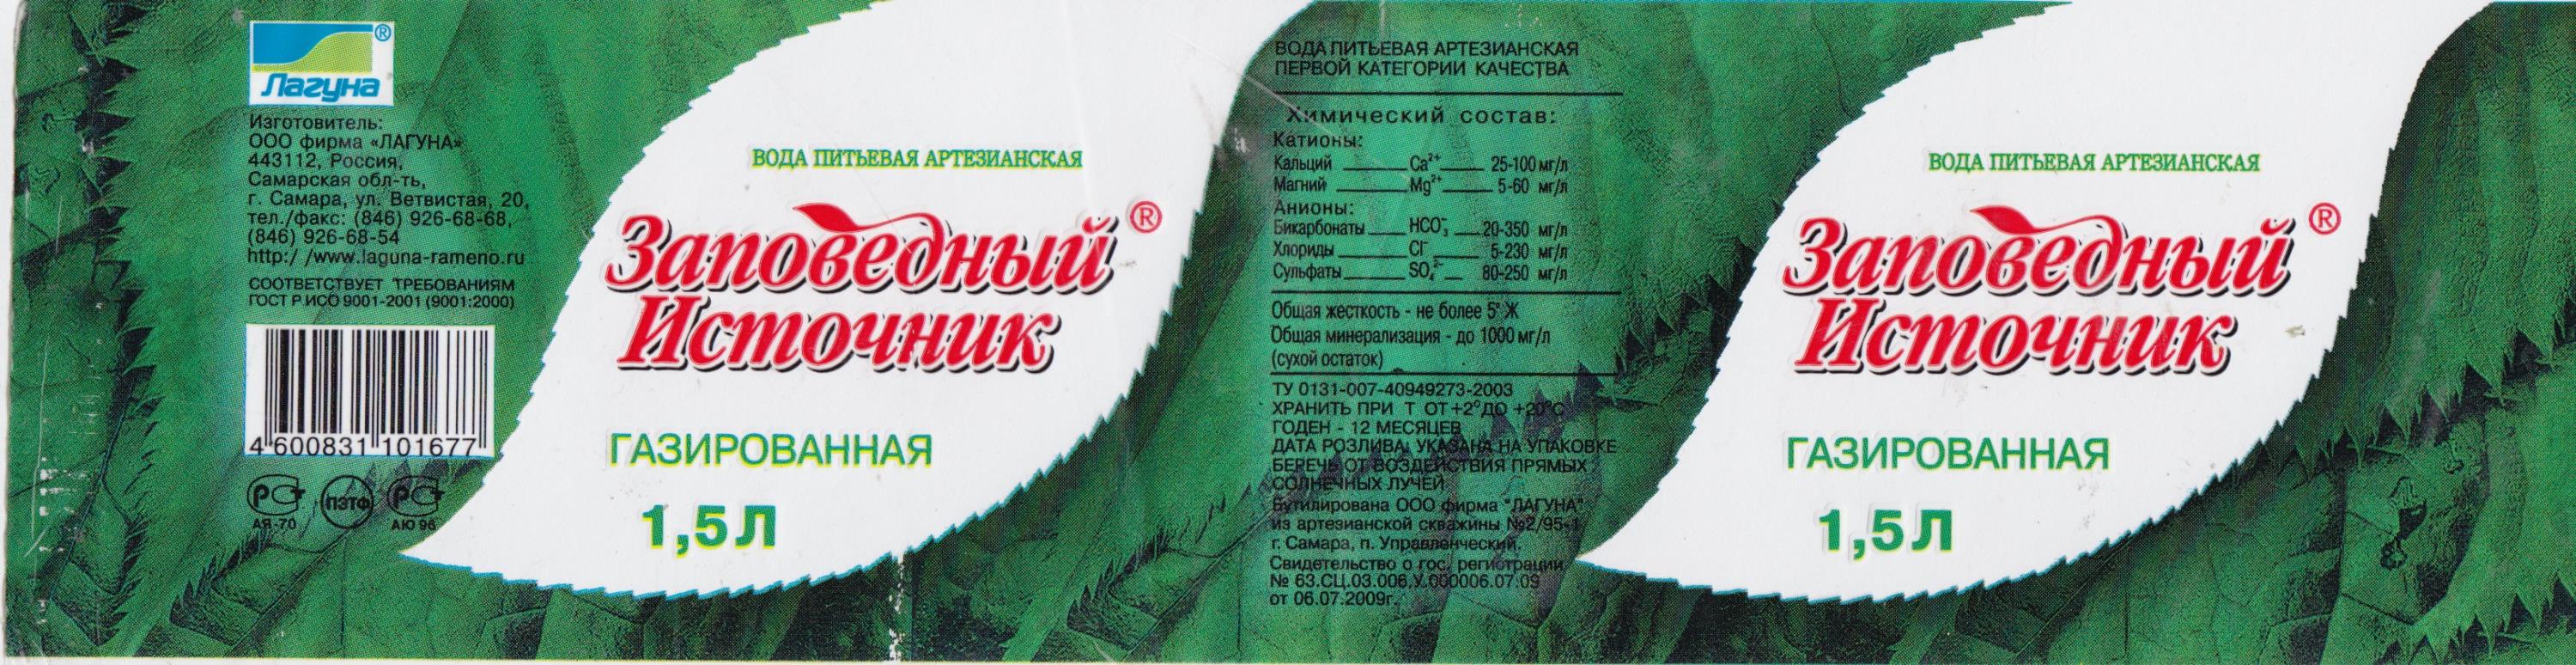 Лагуна ®
Изготовитель:
ООО фирма «ЛАГУНА»
443112, Россия,
Самарская обл-ть,
г. Самара, ул. Ветвистая, 20,
тел./факс: (846) 926-68-68,
(846) 926-68-54
http:/ /www.laguna-rameno.ru
СООТВЕТСТВУЕТ ТРЕБОВАНИЯМ
ГОСТ Р ИСО 9001-2001 (9001:2000)
4 600831 101677
РСТ ПЭТФ РСТ
АЯ-70 АЮ 96
ВОДА ПИТЬЕВАЯ АРТЕЗИАНСКАЯ
Заповедный ®
Источник
ГАЗИРОВАННАЯ
1,5 Л
ВОДА ПИТЬЕВАЯ АРТЕЗИАНСКАЯ
ПЕРВОЙ КАТЕГОРИИ КАЧЕСТВА
Химический состав:
Катионы:
Кальций Ca²⁺ 25-100 мг/л
Магний Mg²⁺ 5-60 мг/л
Анионы:
Бикарбонаты HCO₃⁻ 20-350 мг/л
Хлориды Cl⁻ 5-230 мг/л
Сульфаты SO₄²⁻ 80-250 мг/л
Общая жесткость - не более 5° Ж
Общая минерализация - до 1000 мг/л
(сухой остаток)
ТУ 0131-007-40949273-2003
ХРАНИТЬ ПРИ Т ОТ +2° ДО +20°С
ГОДЕН - 12 МЕСЯЦЕВ
ДАТА РОЗЛИВА: УКАЗАНА НА УПАКОВКЕ
БЕРЕЧЬ ОТ ВОЗДЕЙСТВИЯ ПРЯМЫХ
СОЛНЕЧНЫХ ЛУЧЕЙ
Бутилирована ООО фирма "ЛАГУНА"
из артезианской скважины №2/95-1
г. Самара, п. Управленческий.
Свидетельство о гос. регистрации
№ 63.СЦ.03.006.У.000006.07.09
от 06.07.2009г.
ВОДА ПИТЬЕВАЯ АРТЕЗИАНСКАЯ
Заповедный ®
Источник
ГАЗИРОВАННАЯ
1,5 Л